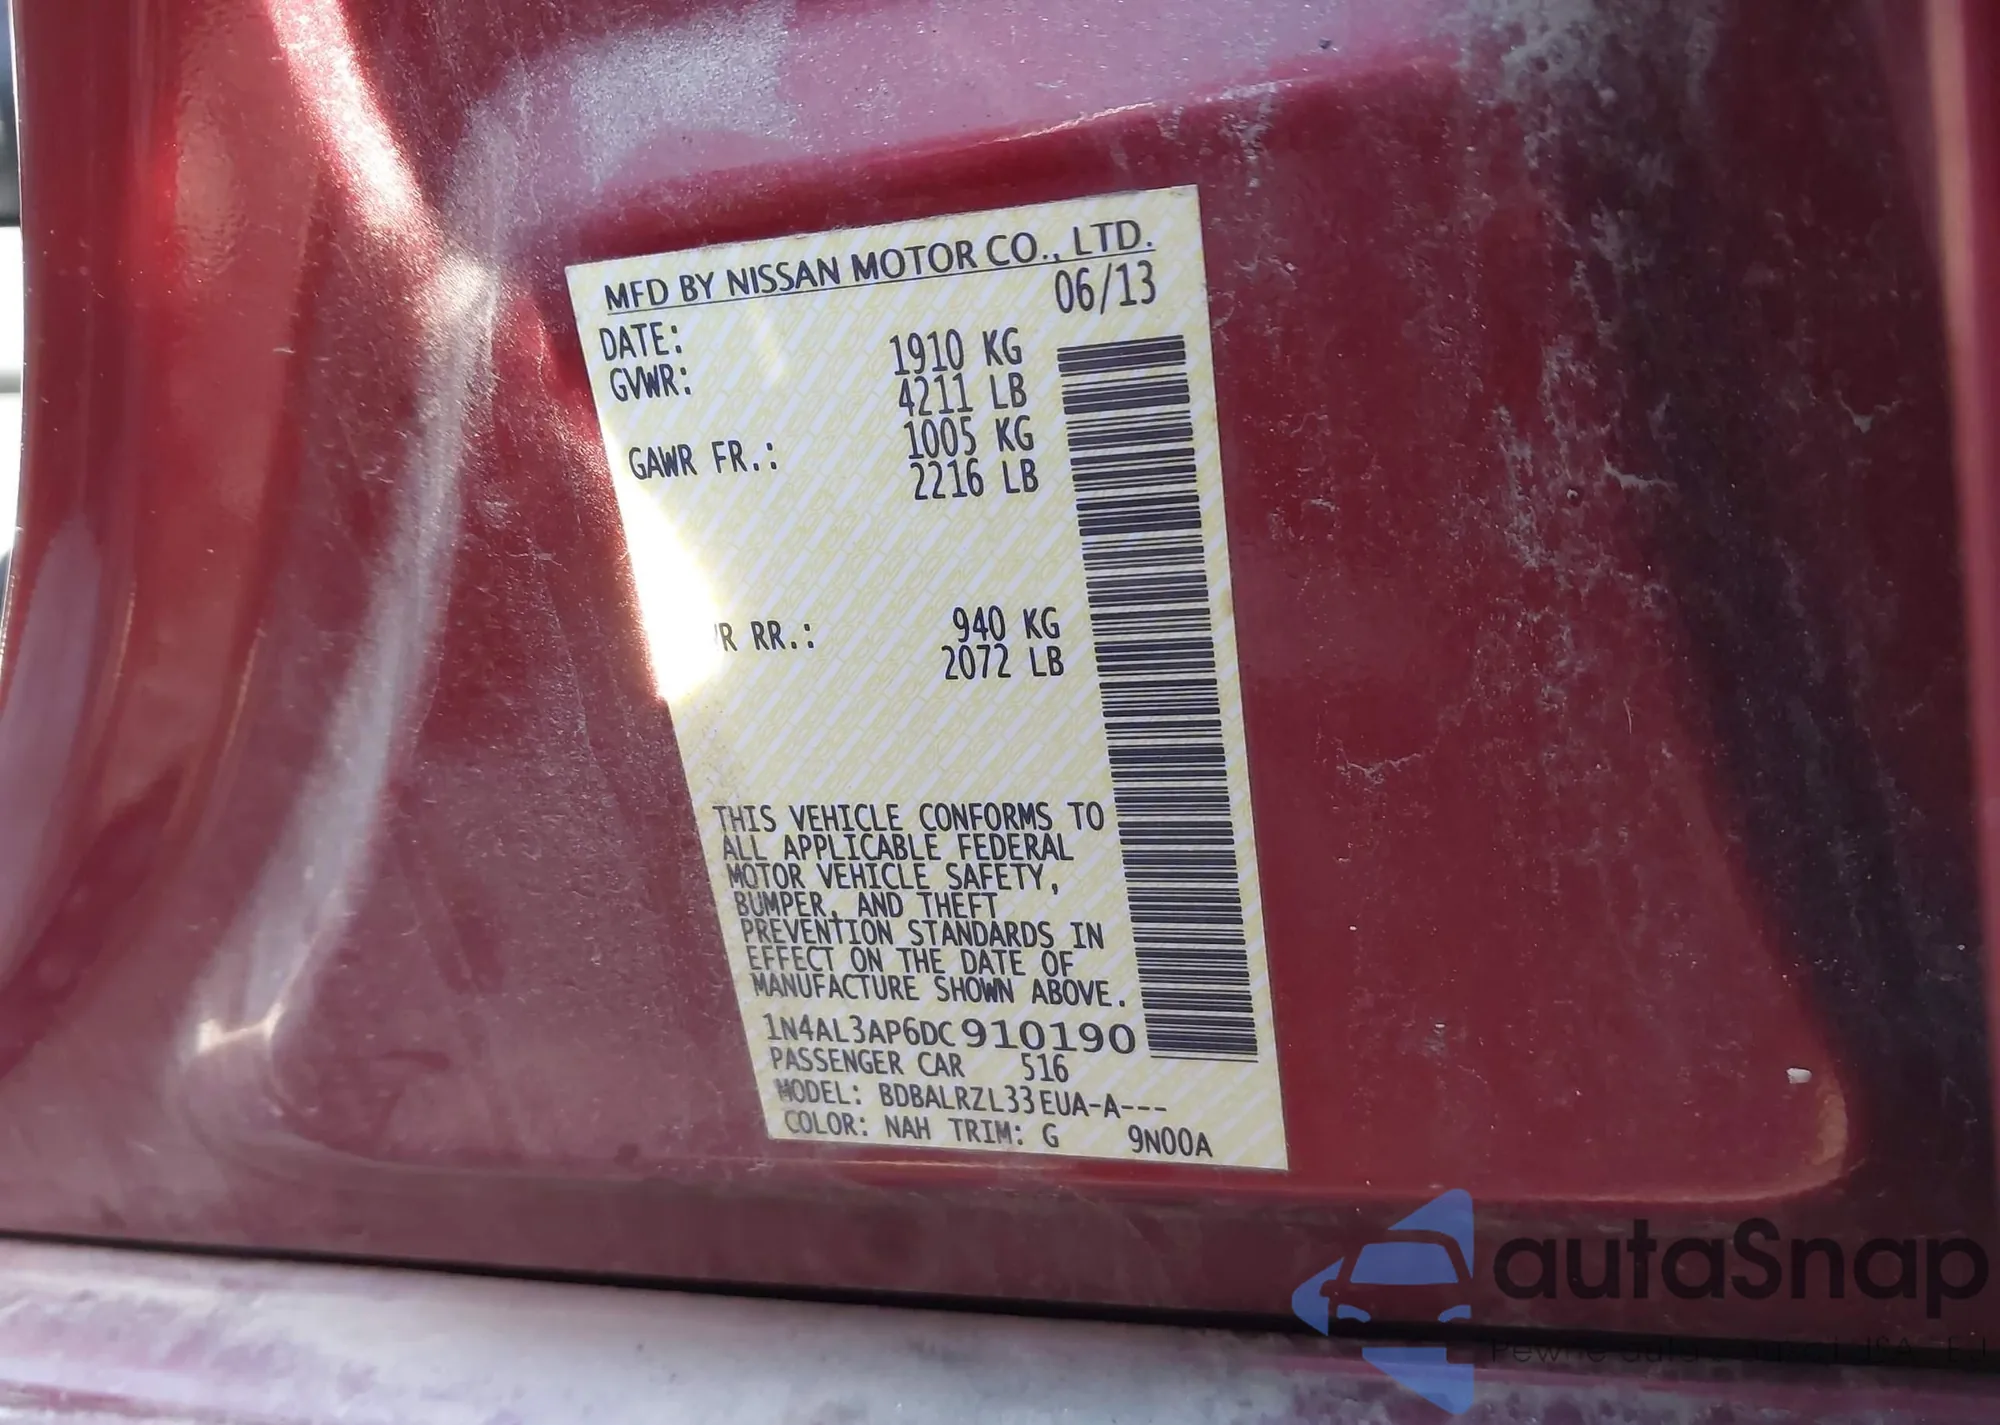 MFD BY NISSAN MOTOR CO., LTD.
DATE: 06/13
GVWR: 1910 KG
4211 LB
GAWR FR.: 1005 KG
2216 LB
R RR.: 940 KG
2072 LB
THIS VEHICLE CONFORMS TO
ALL APPLICABLE FEDERAL
MOTOR VEHICLE SAFETY,
BUMPER, AND THEFT
PREVENTION STANDARDS IN
EFFECT ON THE DATE OF
MANUFACTURE SHOWN ABOVE.
1N4AL3AP6DC910190
PASSENGER CAR 516
MODEL: BDBALRZL33EUA-A---
COLOR: NAH TRIM: G 9N00A
autaSnap
Pewne auta